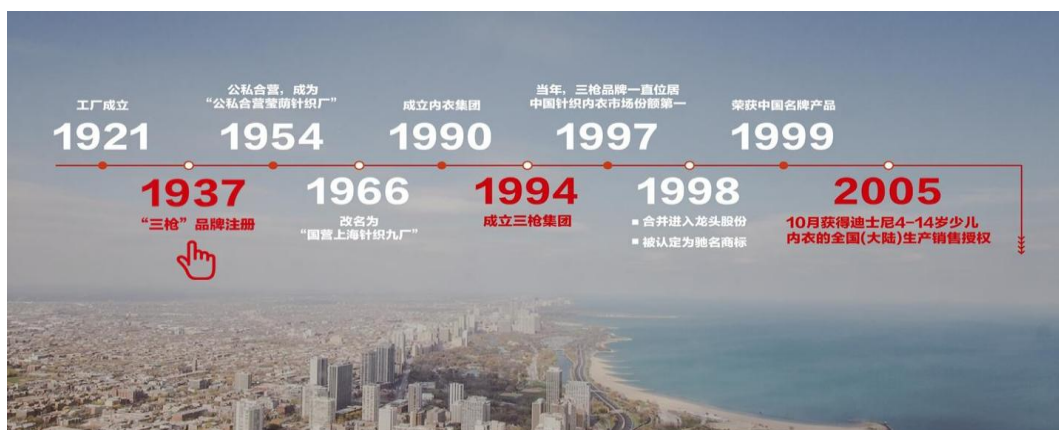 工厂成立
1921
1937
“三枪”品牌注册
公私合营，成为
“公私合营莹荫针织厂”
1954
1966
改名为
“国营上海针织九厂”
成立内衣集团
1990
1994
成立三枪集团
当年，三枪品牌一直位居
中国针织内衣市场份额第一
1997
1998
■ 合并进入龙头股份
■ 被认定为驰名商标
荣获中国名牌产品
1999
2005
10月获得迪士尼4-14岁少儿
内衣的全国(大陆)生产销售授权